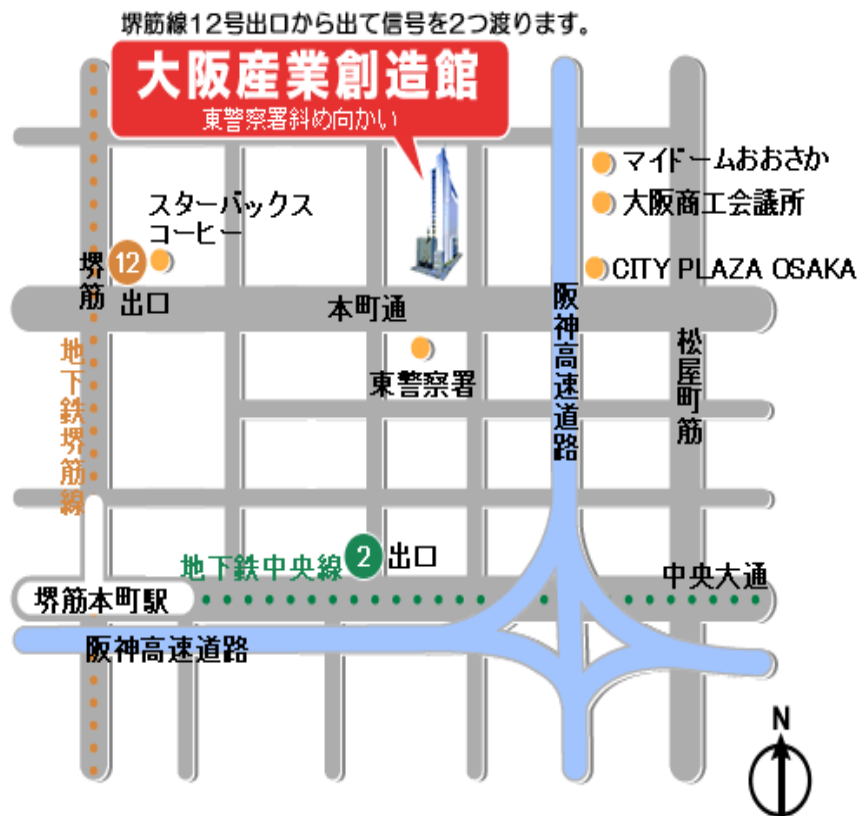 堺筋線12号出口から出て信号を2つ渡ります。
大阪産業創造館
東警察署斜め向かい
マイドームおおさか
大阪商工会議所
スターバックス
コーヒー
堺筋
12
出口
CITY PLAZA OSAKA
本町通
阪神高速道路
松屋町筋
東警察署
地下鉄堺筋線
地下鉄中央線
2
出口
中央大通
堺筋本町駅
阪神高速道路
N